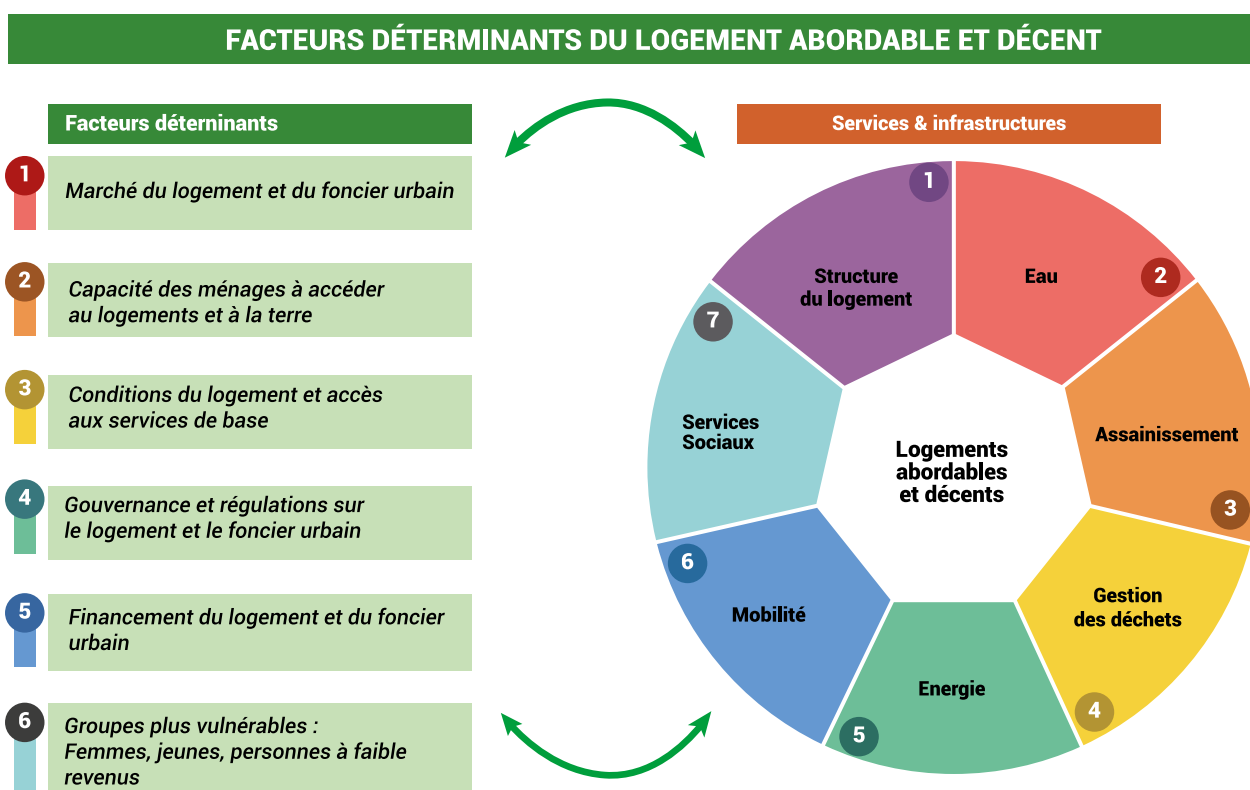 FACTEURS DÉTERMINANTS DU LOGEMENT ABORDABLE ET DÉCENT
Facteurs déterninants
1
Marché du logement et du foncier urbain
2
Capacité des ménages à accéder
au logements et à la terre
3
Conditions du logement et accès
aux services de base
4
Gouvernance et régulations sur
le logement et le foncier urbain
5
Financement du logement et du foncier
urbain
6
Groupes plus vulnérables :
Femmes, jeunes, personnes à faible
revenus
Services & infrastructures
1
Structure
du logement
2
Eau
3
Assainissement
4
Gestion
des déchets
5
Energie
6
Mobilité
7
Services
Sociaux
Logements
abordables
et décents